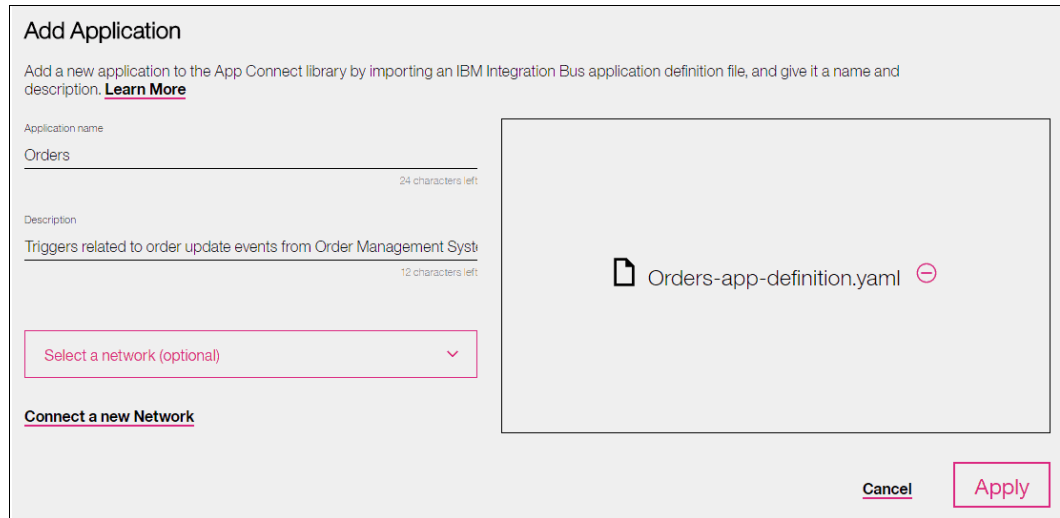 Add Application
Add a new application to the App Connect library by importing an IBM Integration Bus application definition file, and give it a name and
description. Learn More
Application name
Orders
24 characters left
Description
Triggers related to order update events from Order Management Syste
12 characters left
Select a network (optional)
Connect a new Network
Orders-app-definition.yaml
Cancel
Apply